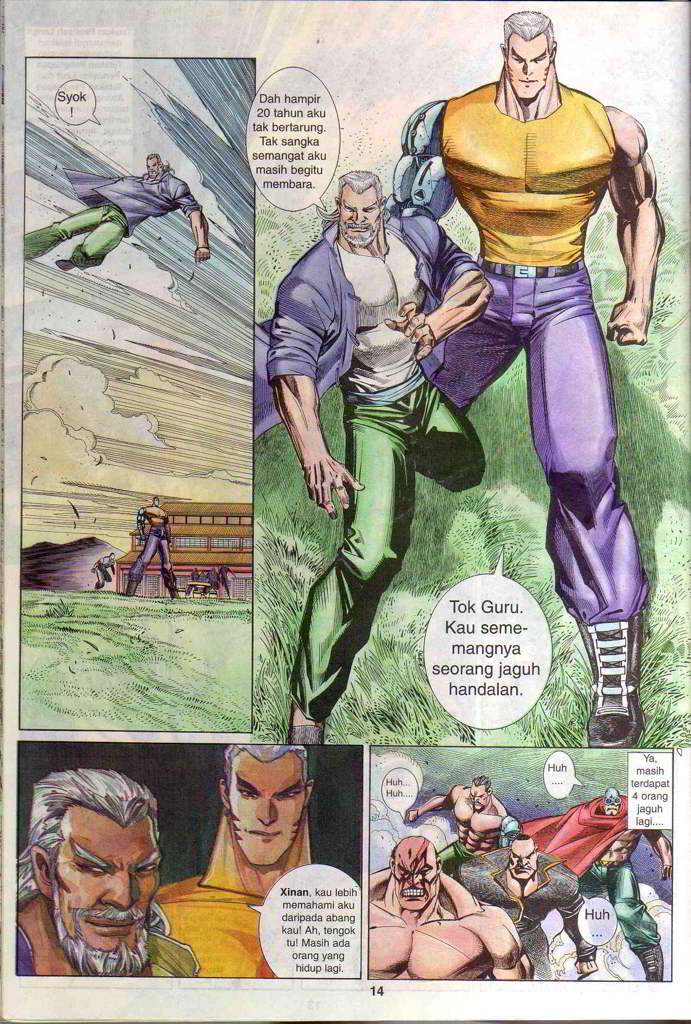 Syok
!
Dah hampir
20 tahun aku
tak bertarung.
Tak sangka
semangat aku
masih begitu
membara.
Tok Guru.
Kau seme-
mangnya
seorang jaguh
handalan.
Xinan, kau lebih
memahami aku
daripada abang
kau! Ah, tengok
tu! Masih ada
orang yang
hidup lagi.
Huh...
Huh....
Huh
....
Ya,
masih
terdapat
4 orang
jaguh
lagi....
Huh
...
14